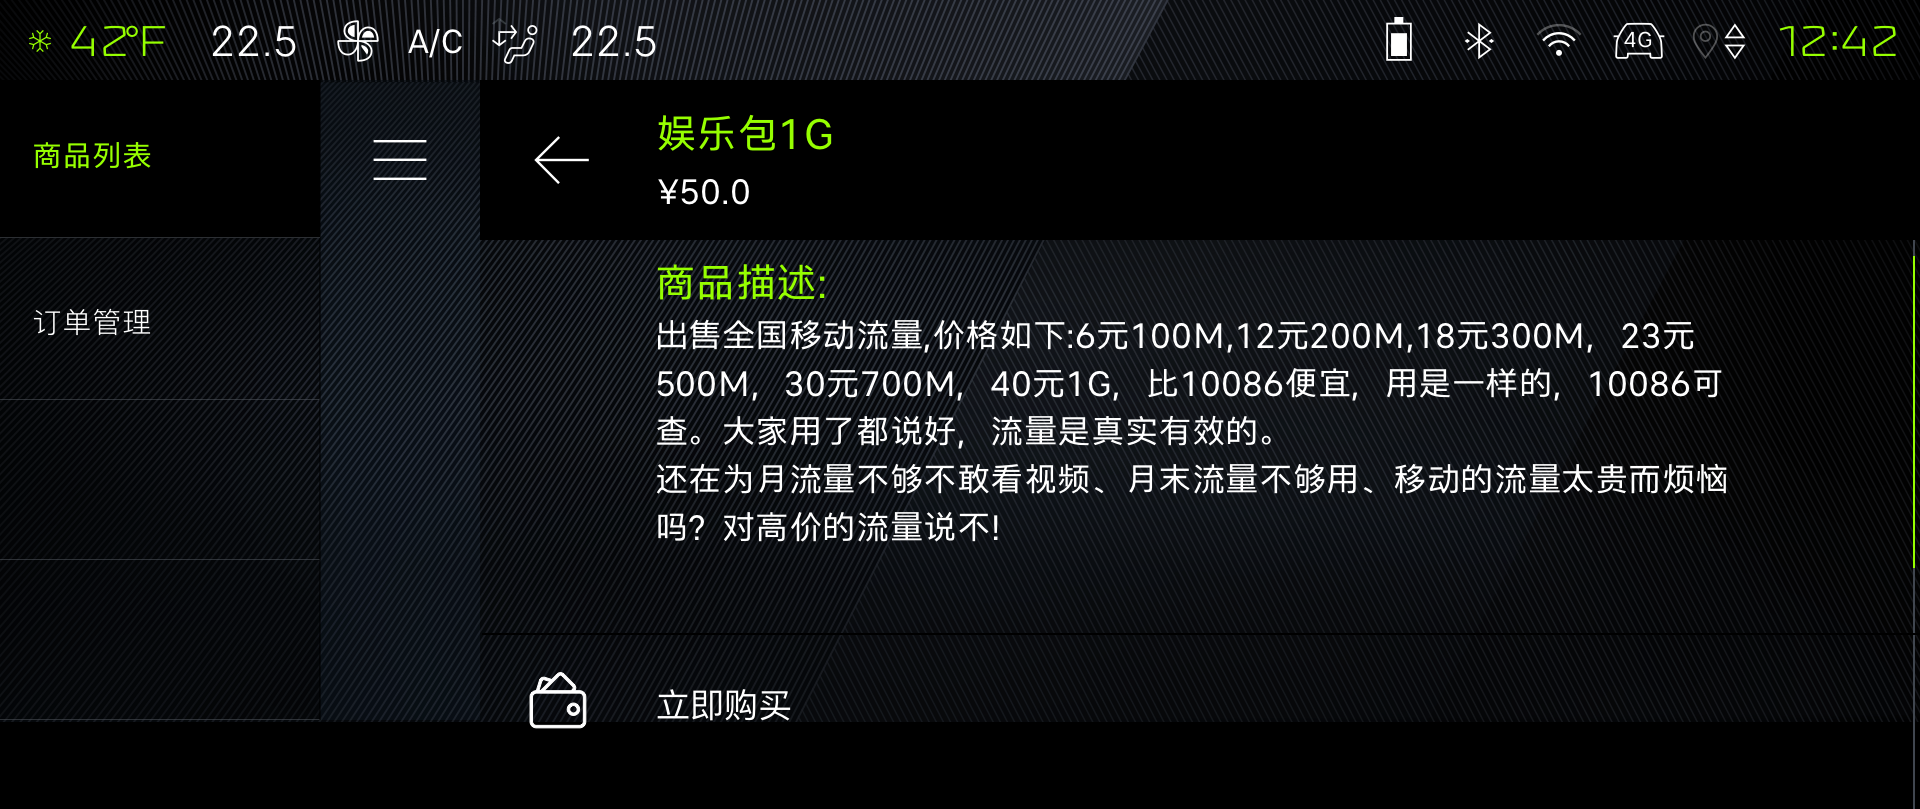 42°F 22.5 A/C 22.5 4G 12:42
商品列表
订单管理
娱乐包1G
¥50.0
商品描述:
出售全国移动流量,价格如下:6元100M,12元200M,18元300M，23元
500M，30元700M，40元1G，比10086便宜，用是一样的，10086可
查。大家用了都说好，流量是真实有效的。
还在为月流量不够不敢看视频、月末流量不够用、移动的流量太贵而烦恼
吗？对高价的流量说不!
立即购买